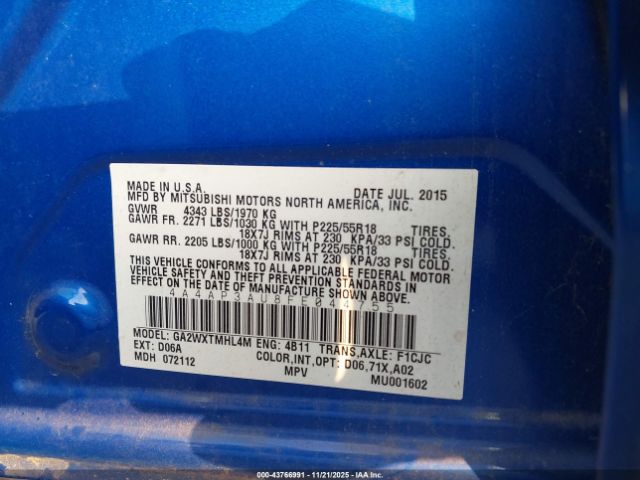 MADE IN U.S.A. DATE JUL. 2015
MFD BY MITSUBISHI MOTORS NORTH AMERICA, INC.
GVWR 4343 LBS/1970 KG
GAWR FR. 2271 LBS/1030 KG WITH P225/55R18 TIRES,
18X7J RIMS AT 230 KPA/33 PSI COLD.
GAWR RR. 2205 LBS/1000 KG WITH P225/55R18 TIRES,
18X7J RIMS AT 230 KPA/33 PSI COLD.
THIS VEHICLE CONFORMS TO ALL APPLICABLE FEDERAL MOTOR
VEHICLE SAFETY AND THEFT PREVENTION STANDARDS IN
EFFECT ON THE DATE OF MANUFACTURE SHOWN ABOVE.
4A4AP3AU8FE044755
MODEL: GA2WXTMHL4M ENG: 4B11 TRANS,AXLE: F1CJC
EXT: D06A COLOR,INT,OPT: D06,71X,A02
MDH 072112 MPV MU001602
000-43766991 - 11/21/2025 - IAA Inc.